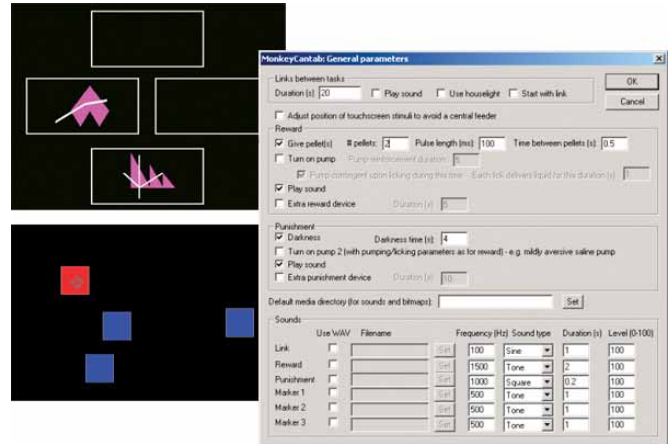 MonkeyCantab: General parameters
Links between tasks
Duration (s) 20 Play sound Use houselight Start with link
OK
Cancel
Adjust position of touchscreen stimuli to avoid a central feeder
Reward
Give pellet(s) # pellets: 2 Pulse length (ms): 100 Time between pellets (s): 0.5
Turn on pump Pump reinforcement duration 5
Pump contingent upon licking during this time - Each lick delivers liquid for this duration (s) 1
Play sound
Extra reward device Duration (s) 5
Punishment
Darkness Darkness time (s): 4
Turn on pump 2 (with pumping/licking parameters as for reward) - e.g. mildly aversive saline pump
Play sound
Extra punishment device Duration (s) 10
Default media directory (for sounds and bitmaps): Set
Sounds
Use WAV Filename Frequency (Hz) Sound type Duration (s) Level (0-100)
Link Set 100 Sine 1 100
Reward Set 1500 Tone 2 100
Punishment Set 1000 Square 0.2 100
Marker 1 Set 500 Tone 1 100
Marker 2 Set 500 Tone 1 100
Marker 3 Set 500 Tone 1 100